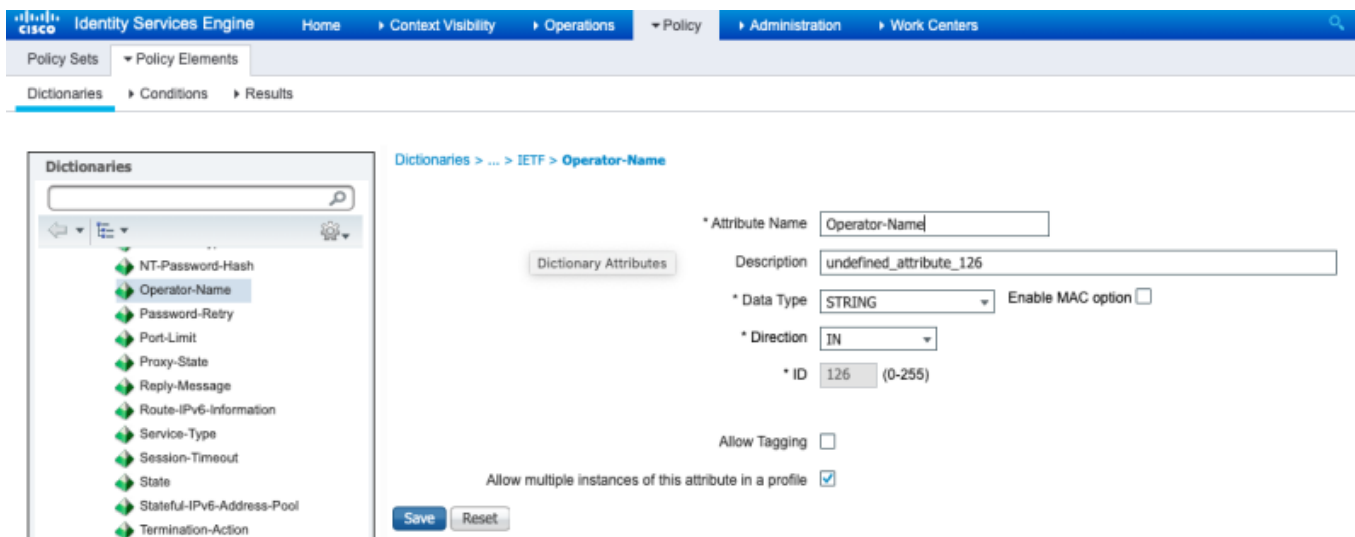 cisco Identity Services Engine Home Context Visibility Operations Policy Administration Work Centers
Policy Sets Policy Elements
Dictionaries Conditions Results
Dictionaries
NT-Password-Hash
Operator-Name
Password-Retry
Port-Limit
Proxy-State
Reply-Message
Route-IPv6-Information
Service-Type
Session-Timeout
State
Stateful-IPv6-Address-Pool
Termination-Action
Dictionaries > ... > IETF > Operator-Name
* Attribute Name Operator-Name
Dictionary Attributes
Description undefined_attribute_126
* Data Type STRING Enable MAC option
* Direction IN
* ID 126 (0-255)
Allow Tagging
Allow multiple instances of this attribute in a profile
Save Reset